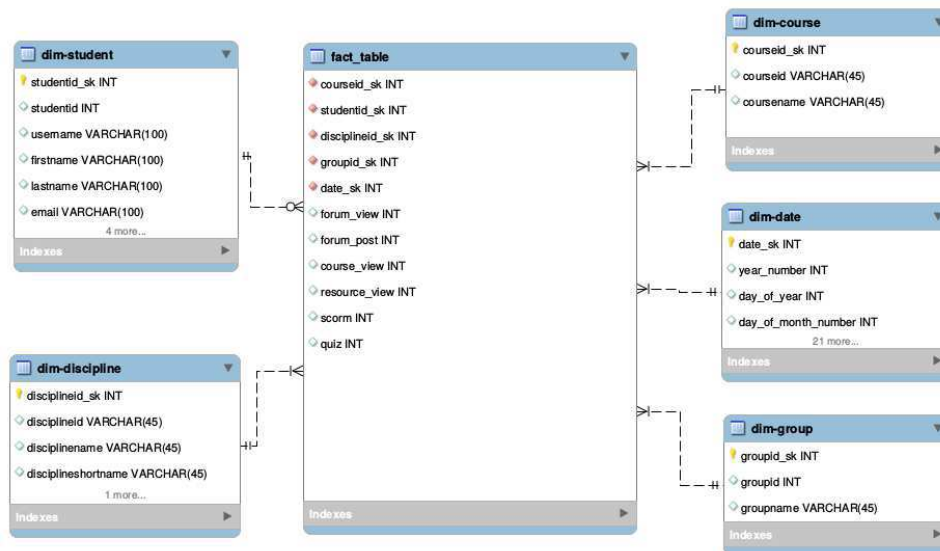 dim-student
studentid_sk INT
studentid INT
username VARCHAR(100)
firstname VARCHAR(100)
lastname VARCHAR(100)
email VARCHAR(100)
4 more...
Indexes
dim-discipline
disciplineid_sk INT
disciplineid VARCHAR(45)
disciplinename VARCHAR(45)
disciplineshortname VARCHAR(45)
1 more...
Indexes
fact_table
courseid_sk INT
studentid_sk INT
disciplineid_sk INT
groupid_sk INT
date_sk INT
forum_view INT
forum_post INT
course_view INT
resource_view INT
scorm INT
quiz INT
Indexes
dim-course
courseid_sk INT
courseid VARCHAR(45)
coursename VARCHAR(45)
Indexes
dim-date
date_sk INT
year_number INT
day_of_year INT
day_of_month_number INT
21 more...
Indexes
dim-group
groupid_sk INT
groupid INT
groupname VARCHAR(45)
Indexes